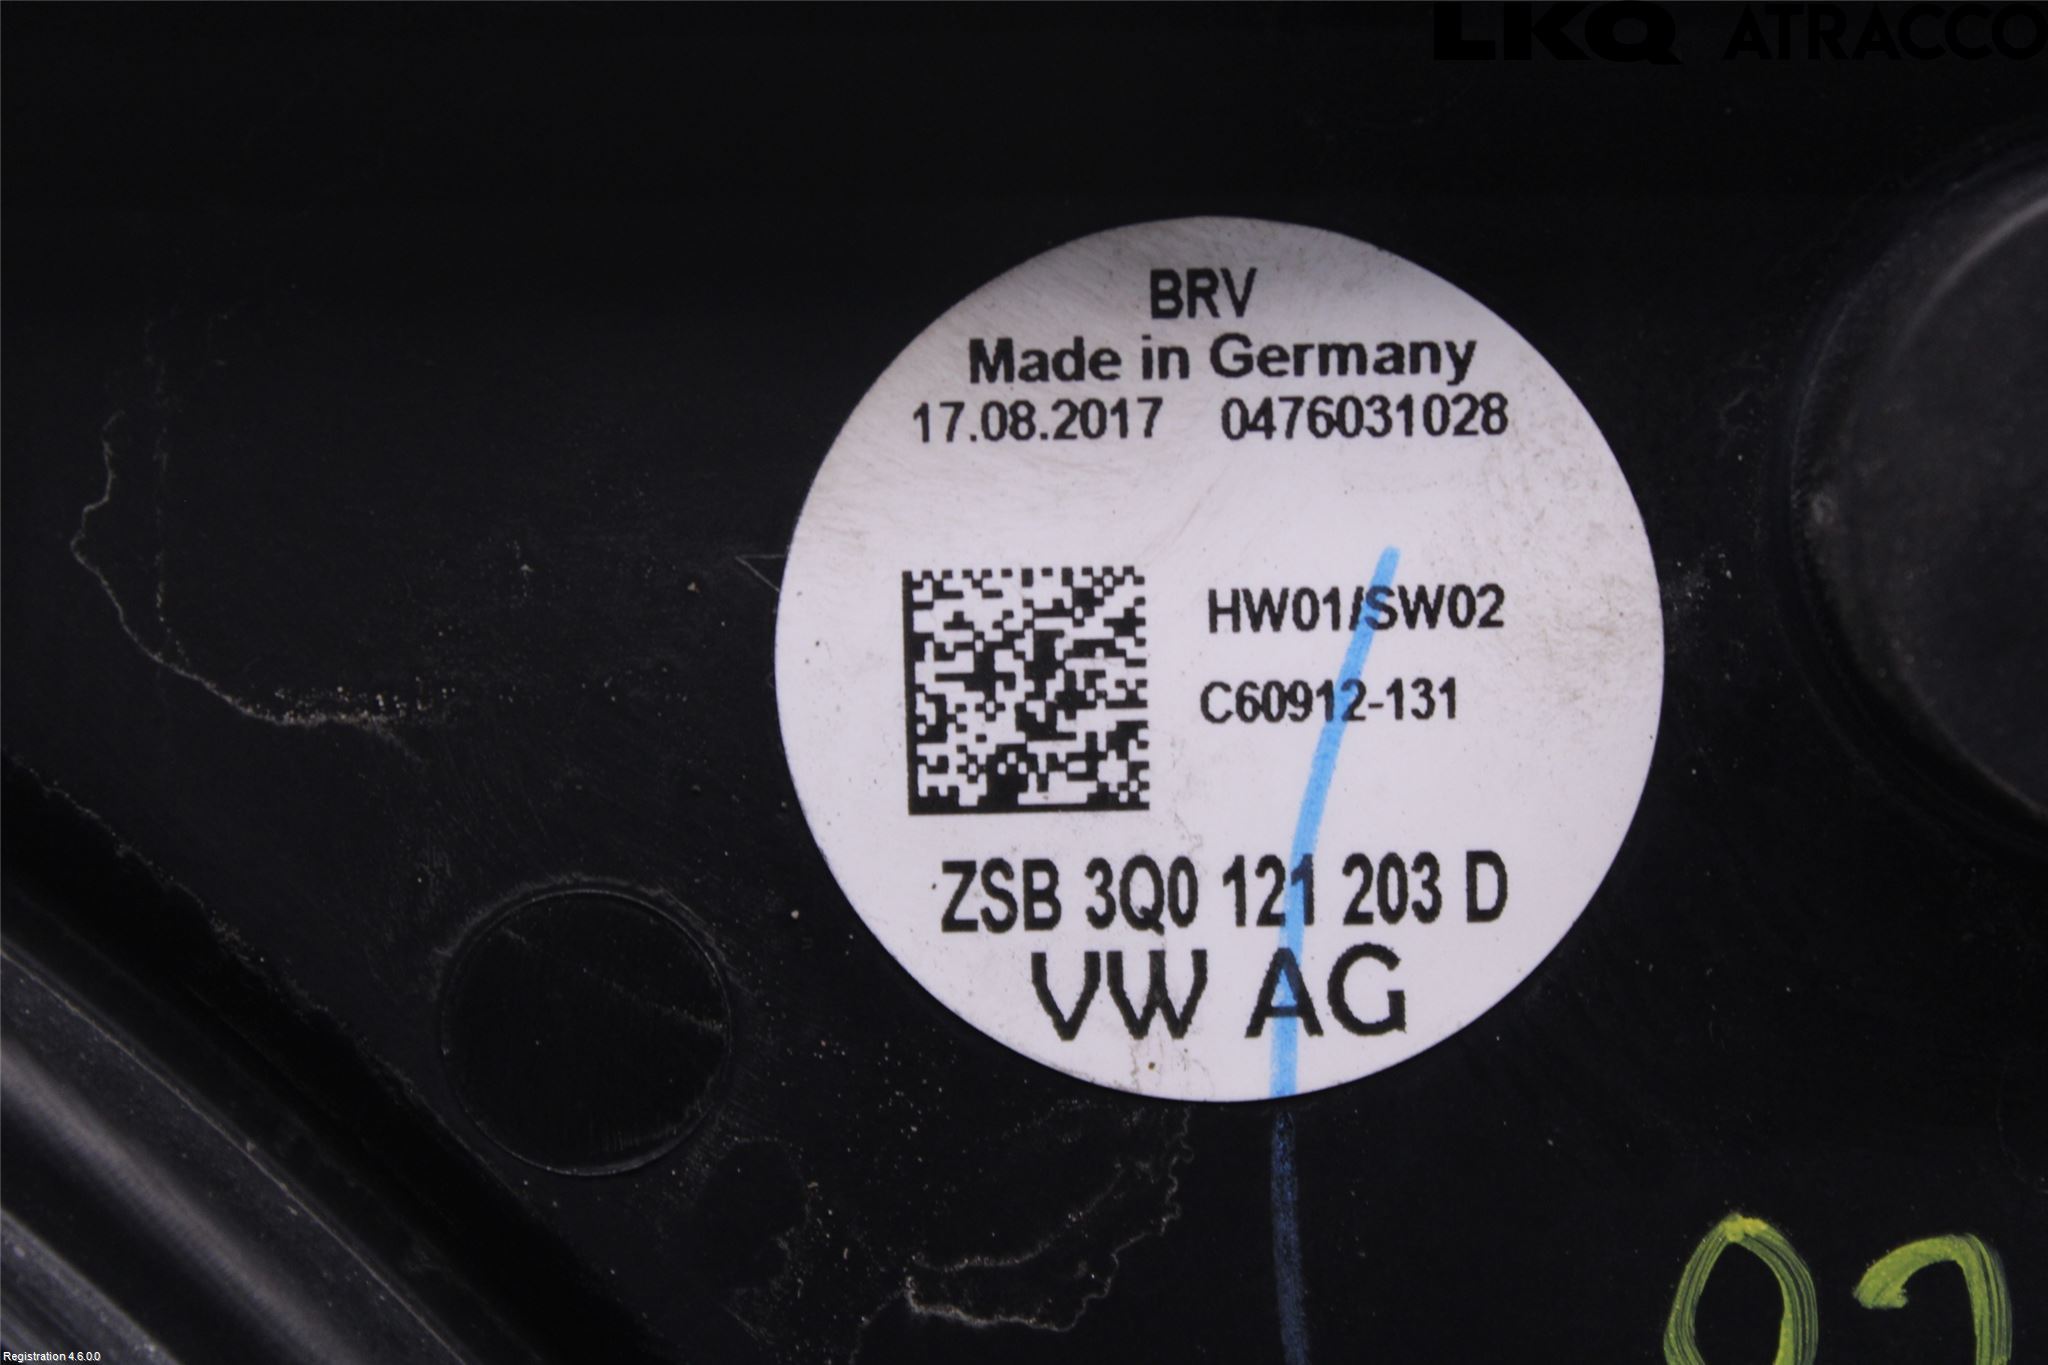 LKQ ATRACCO
BRV
Made in Germany
17.08.2017 0476031028
HW01/SW02
C60912-131
ZSB 3Q0 121 203 D
VW AG
Registration 4.6.0.0